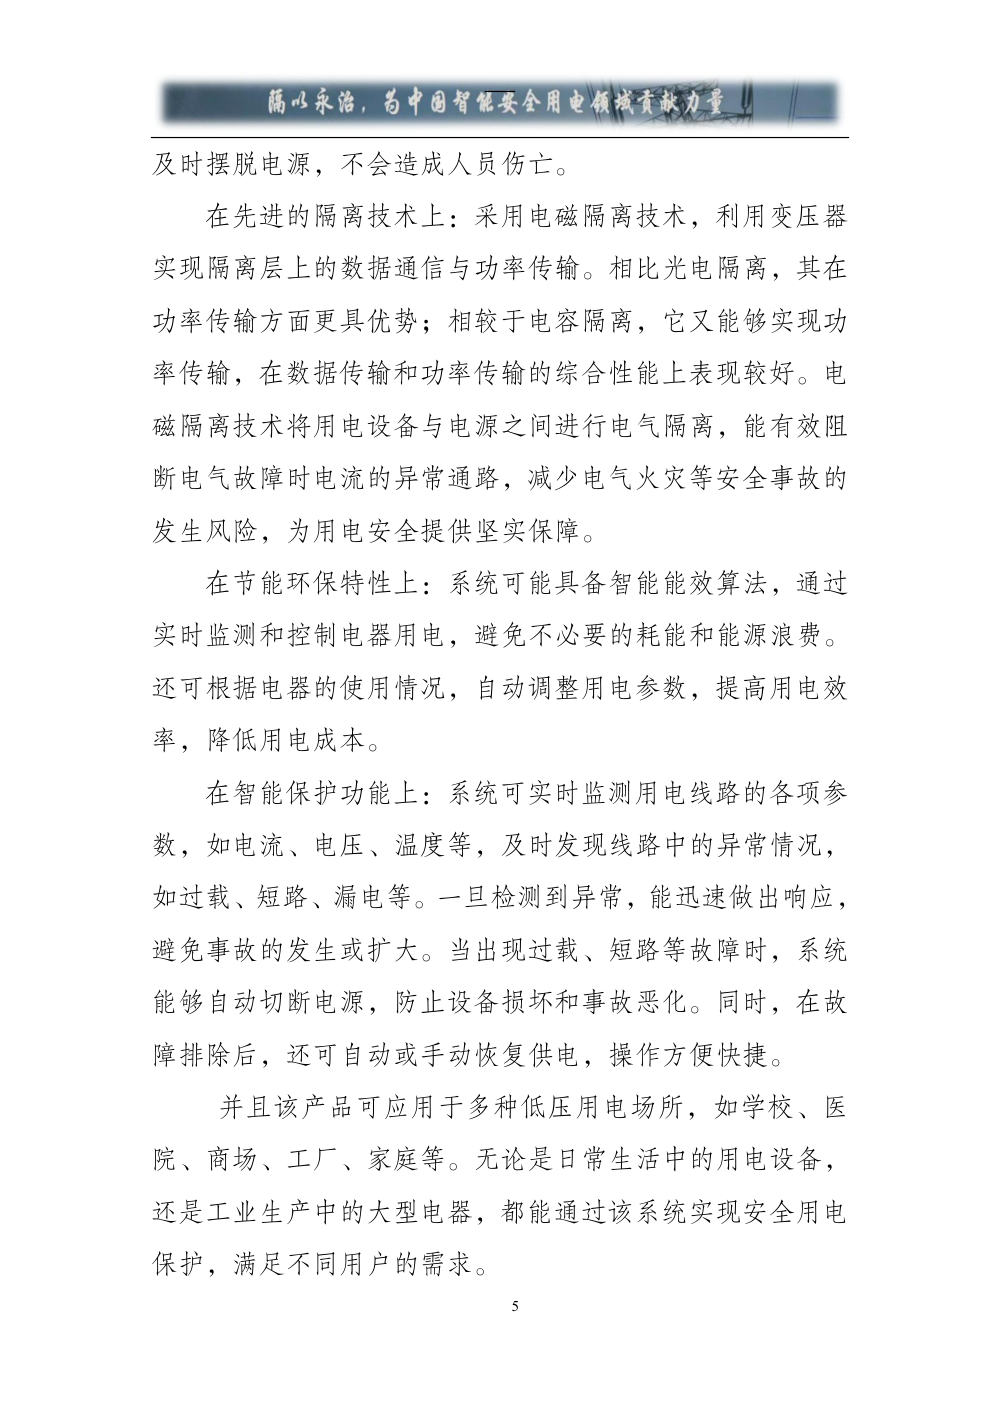 隔以永治，为中国智能安全用电领域贡献力量
及时摆脱电源，不会造成人员伤亡。
在先进的隔离技术上：采用电磁隔离技术，利用变压器
实现隔离层上的数据通信与功率传输。相比光电隔离，其在
功率传输方面更具优势；相较于电容隔离，它又能够实现功
率传输，在数据传输和功率传输的综合性能上表现较好。电
磁隔离技术将用电设备与电源之间进行电气隔离，能有效阻
断电气故障时电流的异常通路，减少电气火灾等安全事故的
发生风险，为用电安全提供坚实保障。
在节能环保特性上：系统可能具备智能能效算法，通过
实时监测和控制电器用电，避免不必要的耗能和能源浪费。
还可根据电器的使用情况，自动调整用电参数，提高用电效
率，降低用电成本。
在智能保护功能上：系统可实时监测用电线路的各项参
数，如电流、电压、温度等，及时发现线路中的异常情况，
如过载、短路、漏电等。一旦检测到异常，能迅速做出响应，
避免事故的发生或扩大。当出现过载、短路等故障时，系统
能够自动切断电源，防止设备损坏和事故恶化。同时，在故
障排除后，还可自动或手动恢复供电，操作方便快捷。
并且该产品可应用于多种低压用电场所，如学校、医
院、商场、工厂、家庭等。无论是日常生活中的用电设备，
还是工业生产中的大型电器，都能通过该系统实现安全用电
保护，满足不同用户的需求。
5